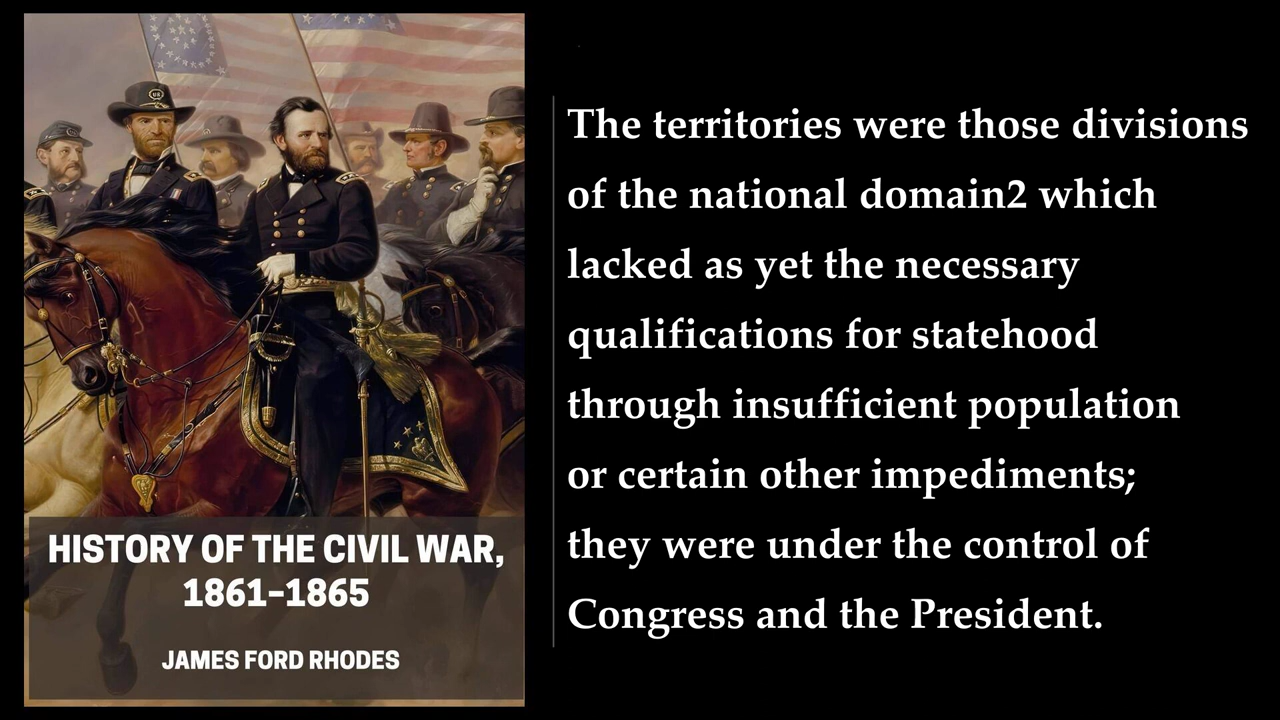 HISTORY OF THE CIVIL WAR,
1861–1865
JAMES FORD RHODES
The territories were those divisions
of the national domain2 which
lacked as yet the necessary
qualifications for statehood
through insufficient population
or certain other impediments;
they were under the control of
Congress and the President.